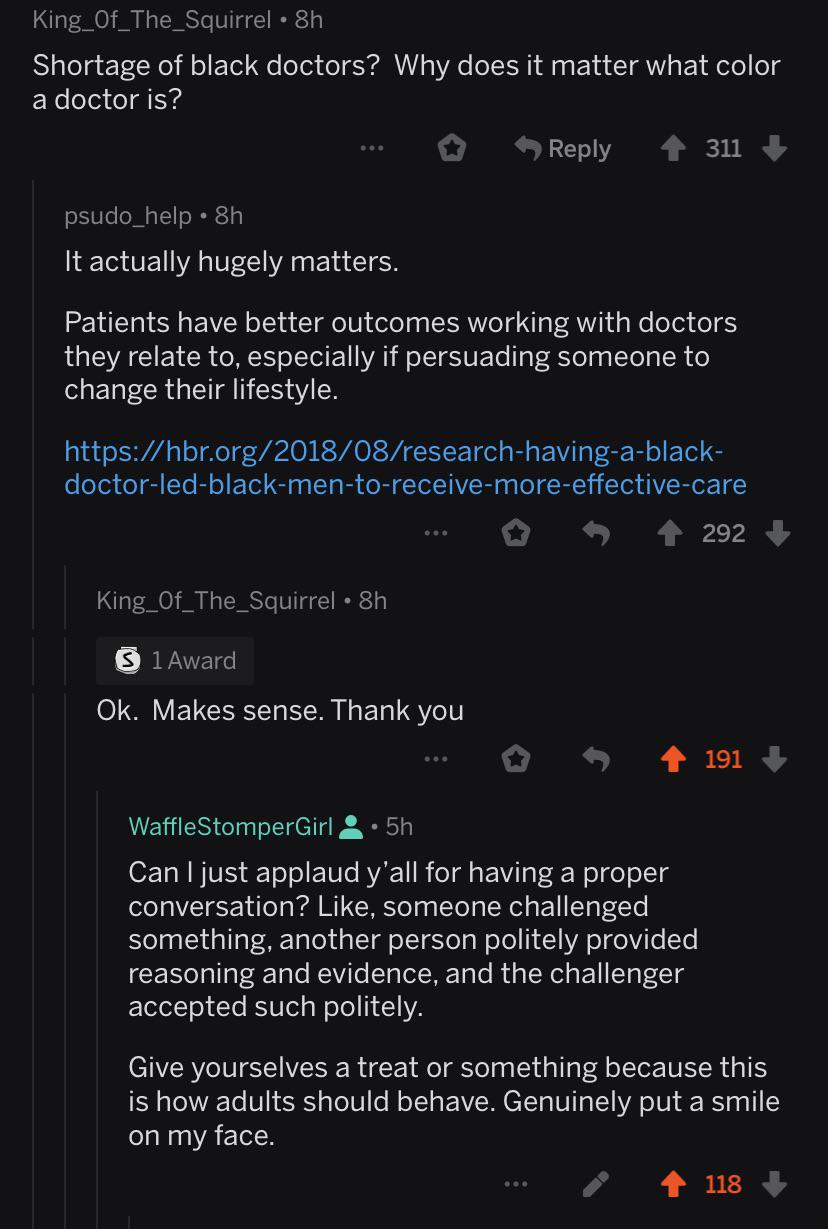 King_0f_The_Squirrel • 8h
Shortage of black doctors?  Why does it matter what color
a doctor is?
Reply 311
psudo_help • 8h
It actually hugely matters.
Patients have better outcomes working with doctors
they relate to, especially if persuading someone to
change their lifestyle.
https://hbr.org/2018/08/research-having-a-black-
doctor-led-black-men-to-receive-more-effective-care
292
King_0f_The_Squirrel • 8h
S 1 Award
Ok.  Makes sense. Thank you
191
WaffleStomperGirl • 5h
Can I just applaud y’all for having a proper
conversation? Like, someone challenged
something, another person politely provided
reasoning and evidence, and the challenger
accepted such politely.
Give yourselves a treat or something because this
is how adults should behave. Genuinely put a smile
on my face.
118